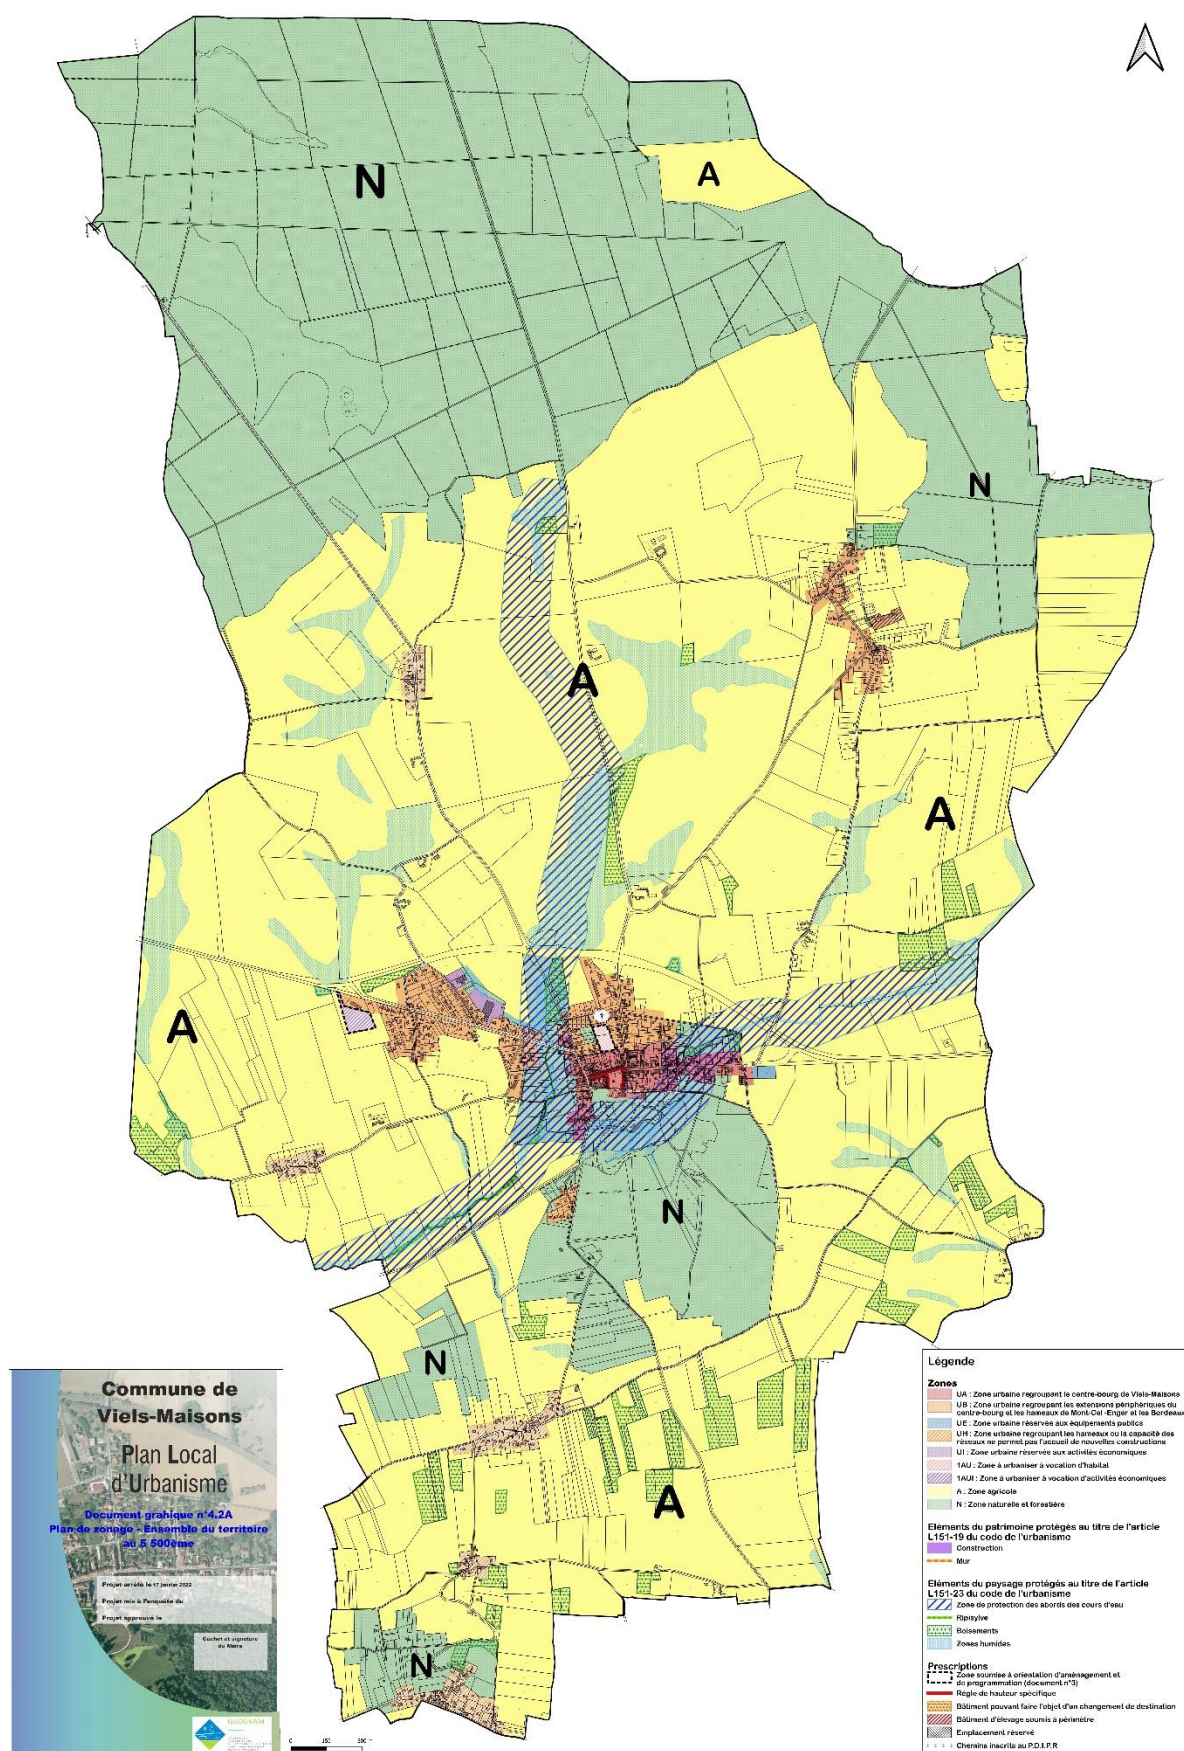 N
A
N
A
A
A
1
N
N
A
N
Commune de
Viels-Maisons
Plan Local
d'Urbanisme
Document grahique n°4.2A
Plan de zonage - Ensemble du territoire
au 5 500ème
Projet arrêté le 17 janvier 2022
Projet mis à l'enquête du
Projet approuvé le
Cachet et signature
du Maire
GEOGRAM
0 150 300 m
Légende
Zones
UA : Zone urbaine regroupant le centre-bourg de Viels-Maisons
UB : Zone urbaine regroupant les extensions périphériques du
centre-bourg et les hameaux de Mont-Cel-Enger et les Bordeaux
UE : Zone urbaine réservée aux équipements publics
UH : Zone urbaine regroupant les hameaux ou la capacité des
réseaux ne permet pas l'accueil de nouvelles constructions
UI : Zone urbaine réservée aux activités économiques
1AU : Zone à urbaniser à vocation d'habitat
1AUI : Zone à urbaniser à vocation d'activités économiques
A : Zone agricole
N : Zone naturelle et forestière
Eléments du patrimoine protégés au titre de l'article
L151-19 du code de l'urbanisme
Construction
Mur
Eléments du paysage protégés au titre de l'article
L151-23 du code de l'urbanisme
Zone de protection des abords des cours d'eau
Ripisylve
Boisements
Zones humides
Prescriptions
Zone soumise à orientation d'aménagement et
de programmation (document n°3)
Règle de hauteur spécifique
Bâtiment pouvant faire l'objet d'un changement de destination
Bâtiment d'élevage soumis à périmètre
Emplacement réservé
Chemins inscrits au P.D.I.P.R